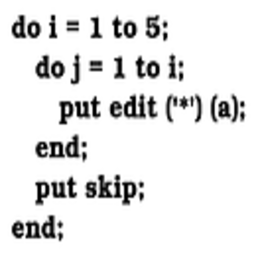 do i = 1 to 5;
do j = 1 to i;
put edit ('*') (a);
end;
put skip;
end;